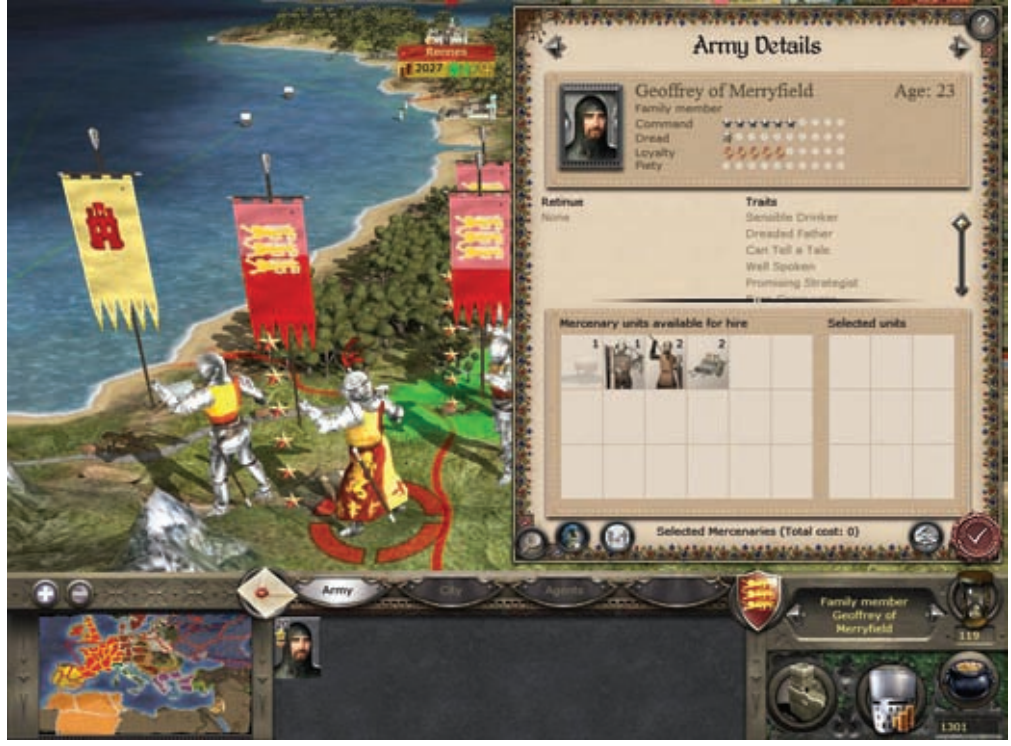 Rennes
2027
Army Details
Geoffrey of Merryfield
Age: 23
Family member
Command
Dread
Loyalty
Piety
Retinue
None
Traits
Sensible Drinker
Dreaded Father
Can Tell a Tale
Well Spoken
Promising Strategist
Mercenary units available for hire
Selected units
1
1
2
2
Selected Mercenaries (Total cost: 0)
Army
City
Agents
Family member
Geoffrey of
Merryfield
119
1301